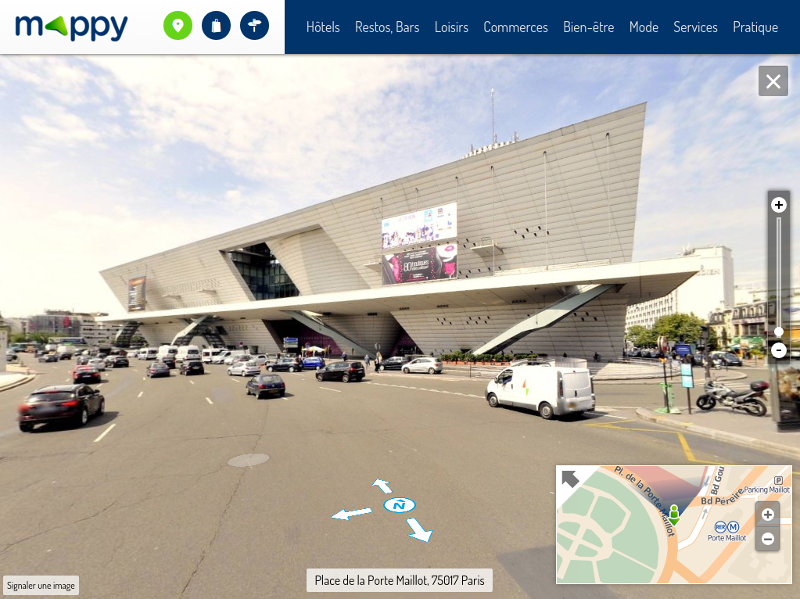 mappy
Hôtels
Restos, Bars
Loisirs
Commerces
Bien-être
Mode
Services
Pratique
Pl. de la Porte Maillot
Bd Gou
Bd Péreire
P
Parking Maillot
RER M
Porte Maillot
N
Signaler une image
Place de la Porte Maillot, 75017 Paris